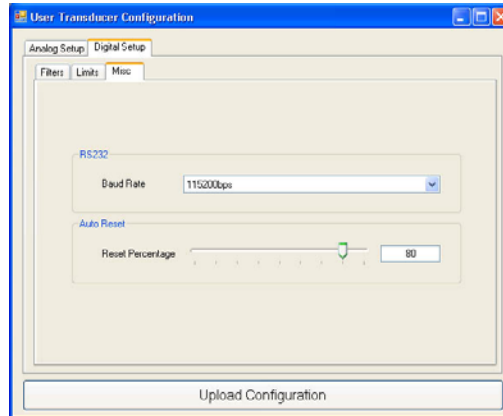 User Transducer Configuration
Analog Setup Digital Setup
Filters Limits Misc
RS232
Baud Rate 115200bps
Auto Reset
Reset Percentage 80
Upload Configuration